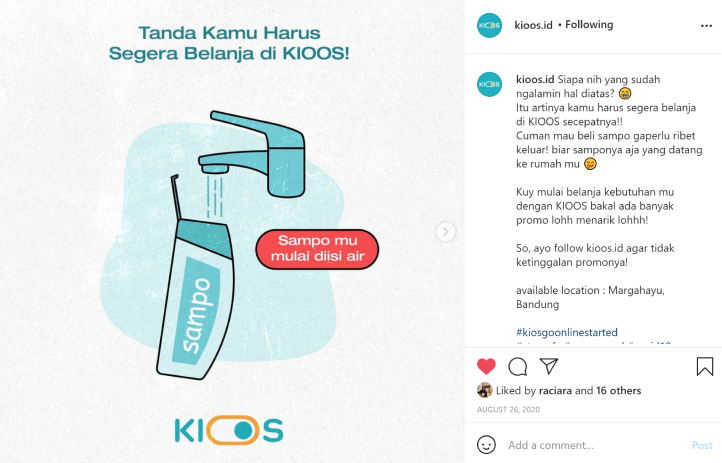 Tanda Kamu Harus
Segera Belanja di KIOOS!
Sampo mu
mulai diisi air
sampo
KIOOS
KIOOS
kioos.id • Following
KIOOS
kioos.id Siapa nih yang sudah
ngalamin hal diatas? 😁
Itu artinya kamu harus segera belanja
di KIOOS secepatnya!!
Cuman mau beli sampo gaperlu ribet
keluar! biar samponya aja yang datang
ke rumah mu 😊
Kuy mulai belanja kebutuhan mu
dengan KIOOS bakal ada banyak
promo lohh menarik lohhh!
So, ayo follow kioos.id agar tidak
ketinggalan promonya!
available location : Margahayu,
Bandung
#kiosgoonlinestarted
Liked by raciara and 16 others
AUGUST 26, 2020
Add a comment...
Post